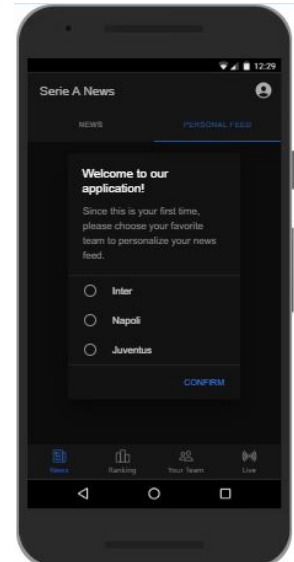 12:29
Serie A News
NEWS PERSONAL FEED
Welcome to our
application!
Since this is your first time,
please choose your favorite
team to personalize your news
feed.
Inter
Napoli
Juventus
CONFIRM
News Ranking Your Team Live